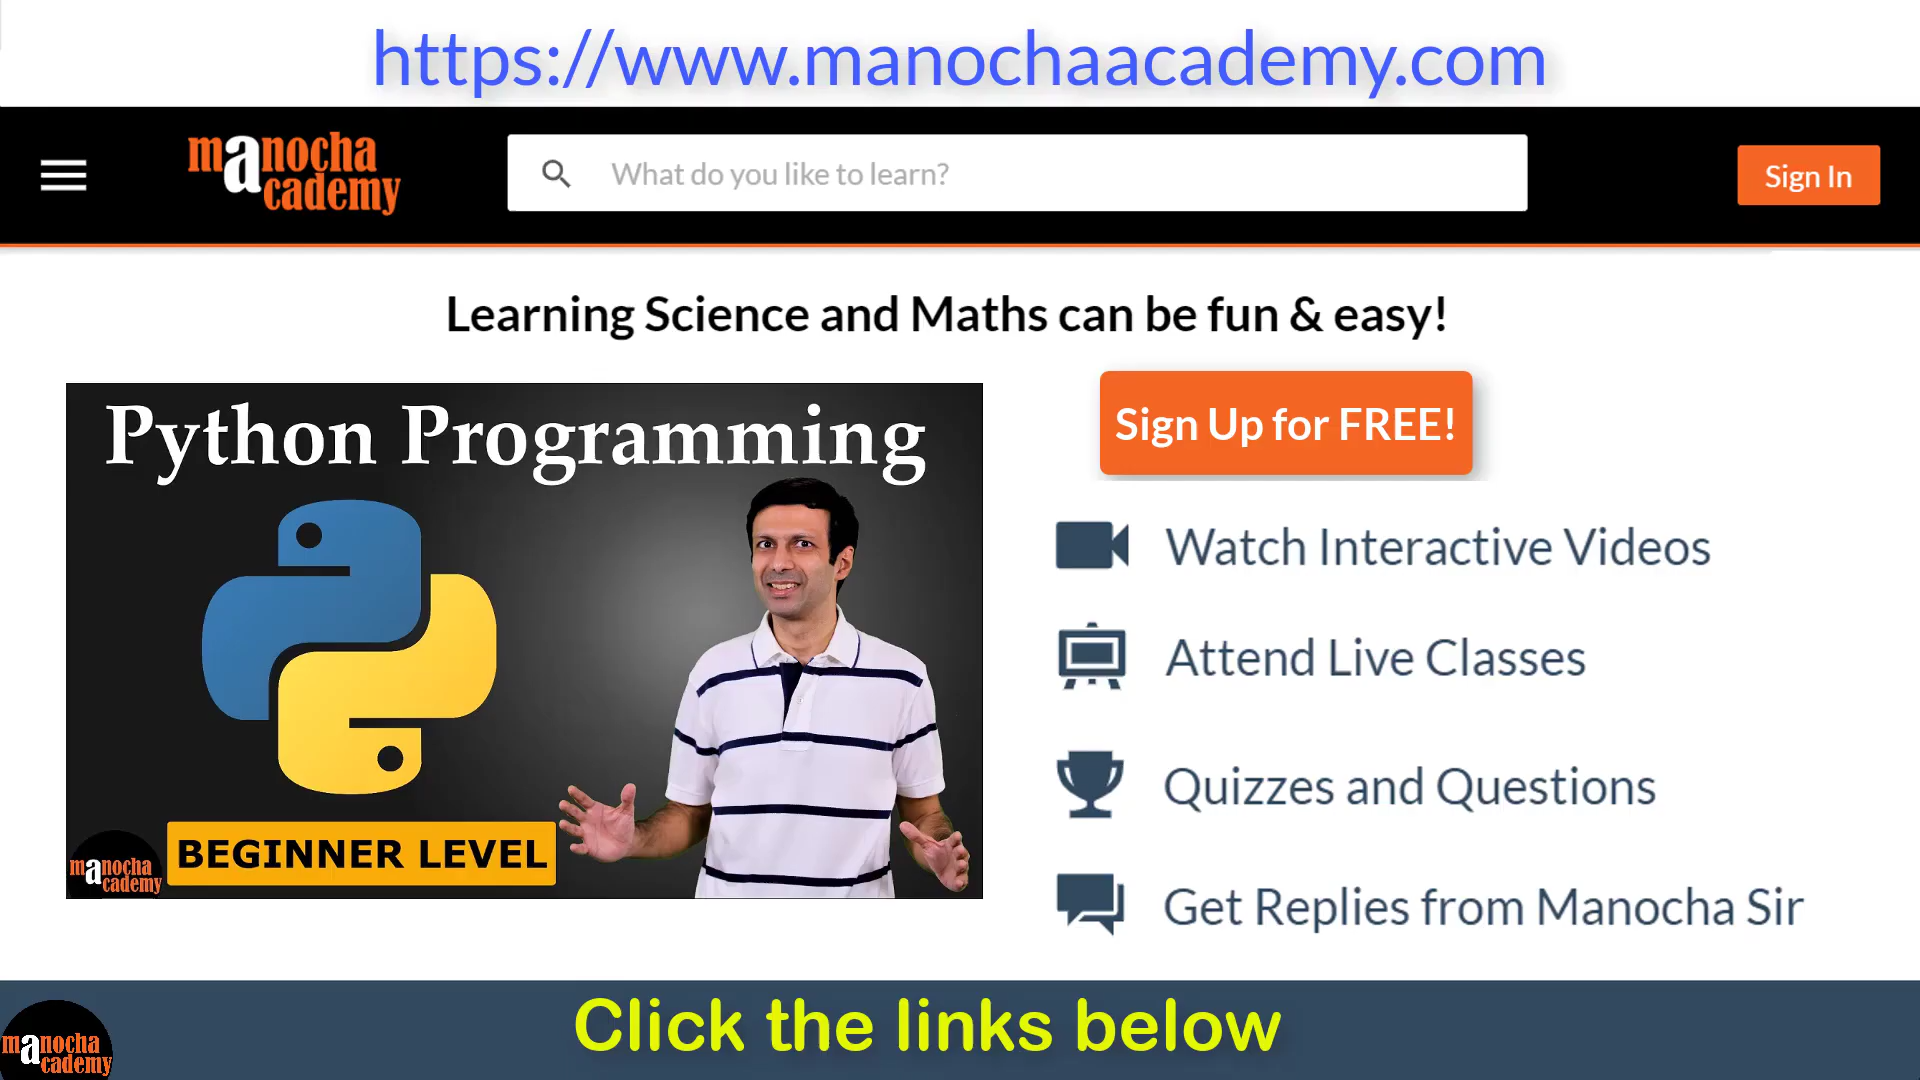 https://www.manochaacademy.com
manocha
academy
What do you like to learn?
Sign In
Learning Science and Maths can be fun & easy!
Python Programming
BEGINNER LEVEL
manocha
academy
Sign Up for FREE!
Watch Interactive Videos
Attend Live Classes
Quizzes and Questions
Get Replies from Manocha Sir
Click the links below
manocha
academy